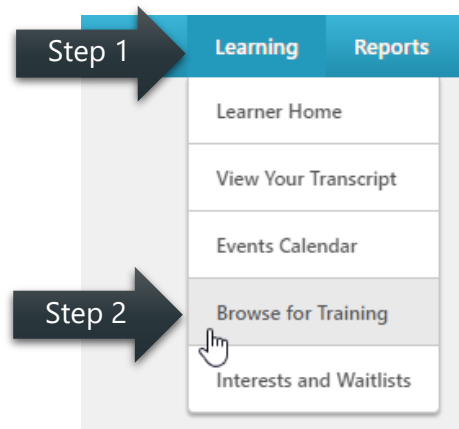 Step 1
Learning Reports
Learner Home
View Your Transcript
Events Calendar
Step 2
Browse for Training
Interests and Waitlists